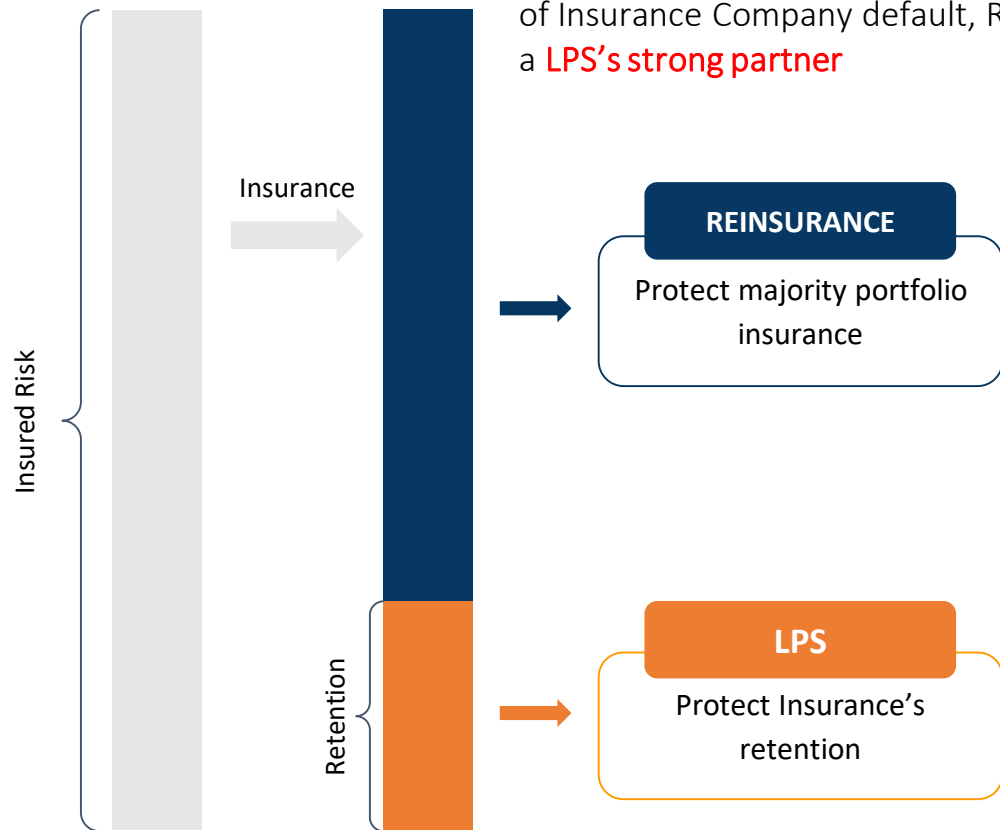 of Insurance Company default, R
a LPS's strong partner
Insurance
REINSURANCE
Protect majority portfolio
insurance
Insured Risk
LPS
Protect Insurance's
retention
Retention